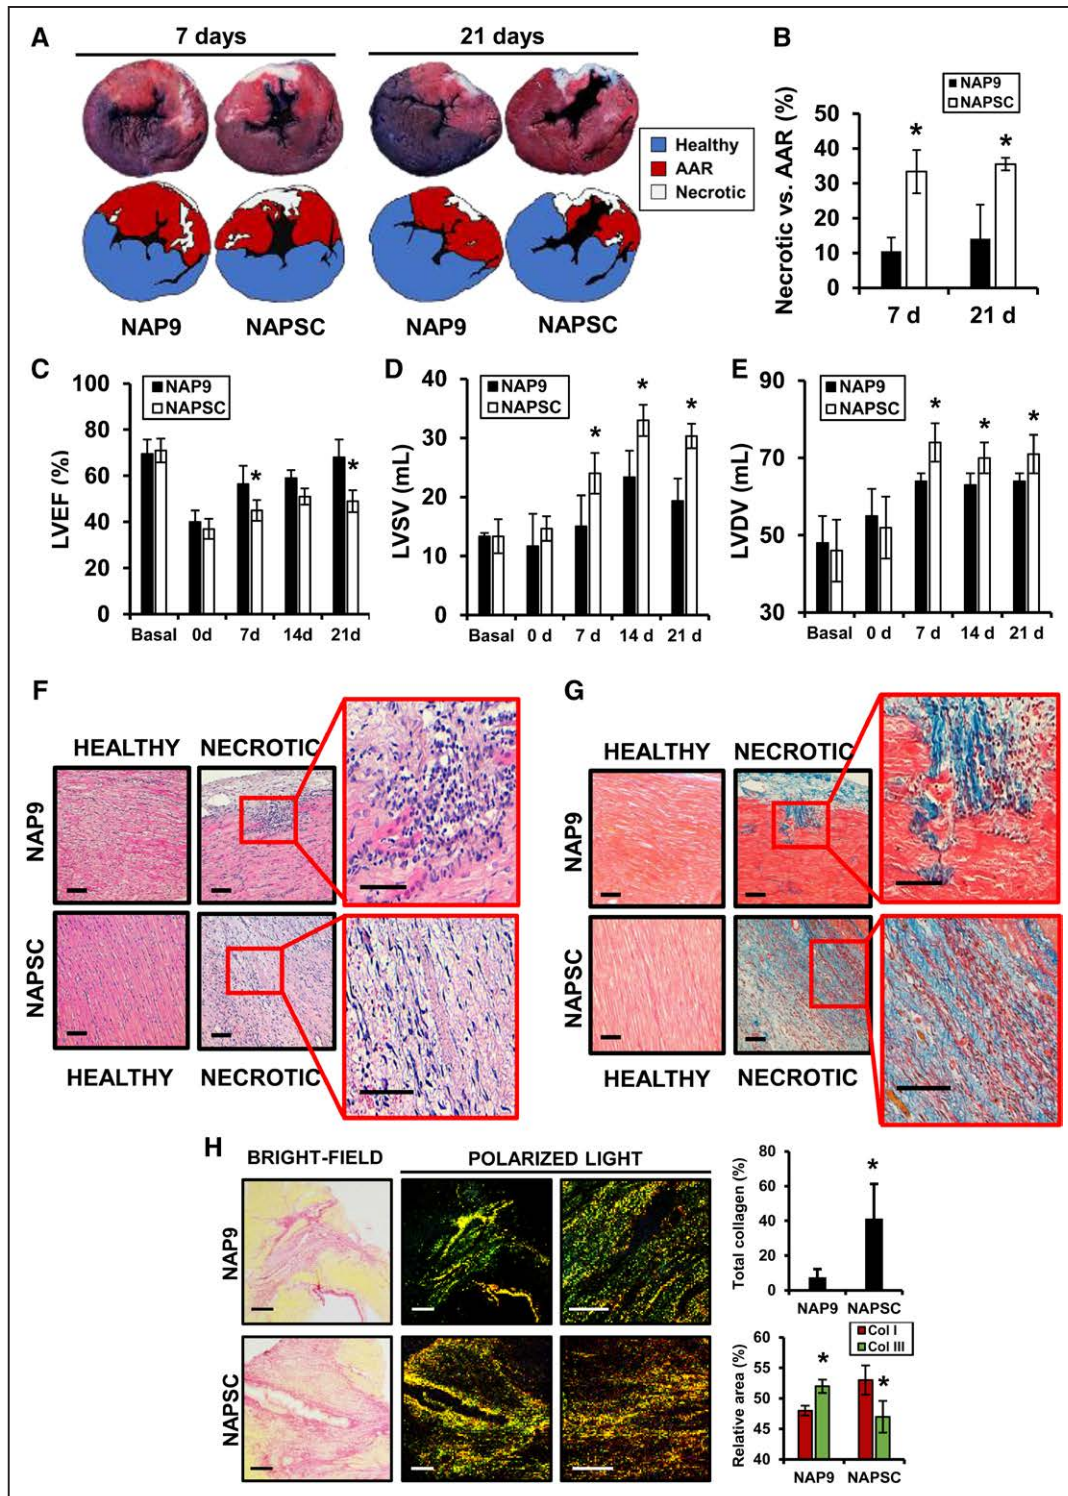 A
7 days
21 days
Healthy
AAR
Necrotic
NAP9
NAPSC
NAP9
NAPSC
B
NAP9
NAPSC
Necrotic vs. AAR (%)
50
40
30
20
10
0
*
*
7 d
21 d
C
NAP9
NAPSC
LVEF (%)
100
80
60
40
20
0
*
*
Basal
0d
7d
14d
21d
D
NAP9
NAPSC
LVSV (mL)
40
30
20
10
0
*
*
*
Basal
0 d
7 d
14 d
21 d
E
NAP9
NAPSC
LVDV (mL)
90
70
50
30
*
*
*
Basal
0 d
7 d
14 d
21 d
F
HEALTHY
NECROTIC
NAP9
NAPSC
HEALTHY
NECROTIC
G
HEALTHY
NECROTIC
NAP9
NAPSC
HEALTHY
NECROTIC
H
BRIGHT-FIELD
POLARIZED LIGHT
NAP9
NAPSC
Total collagen (%)
80
60
40
20
0
*
NAP9
NAPSC
Col I
Col III
Relative area (%)
60
55
50
45
40
*
*
NAP9
NAPSC